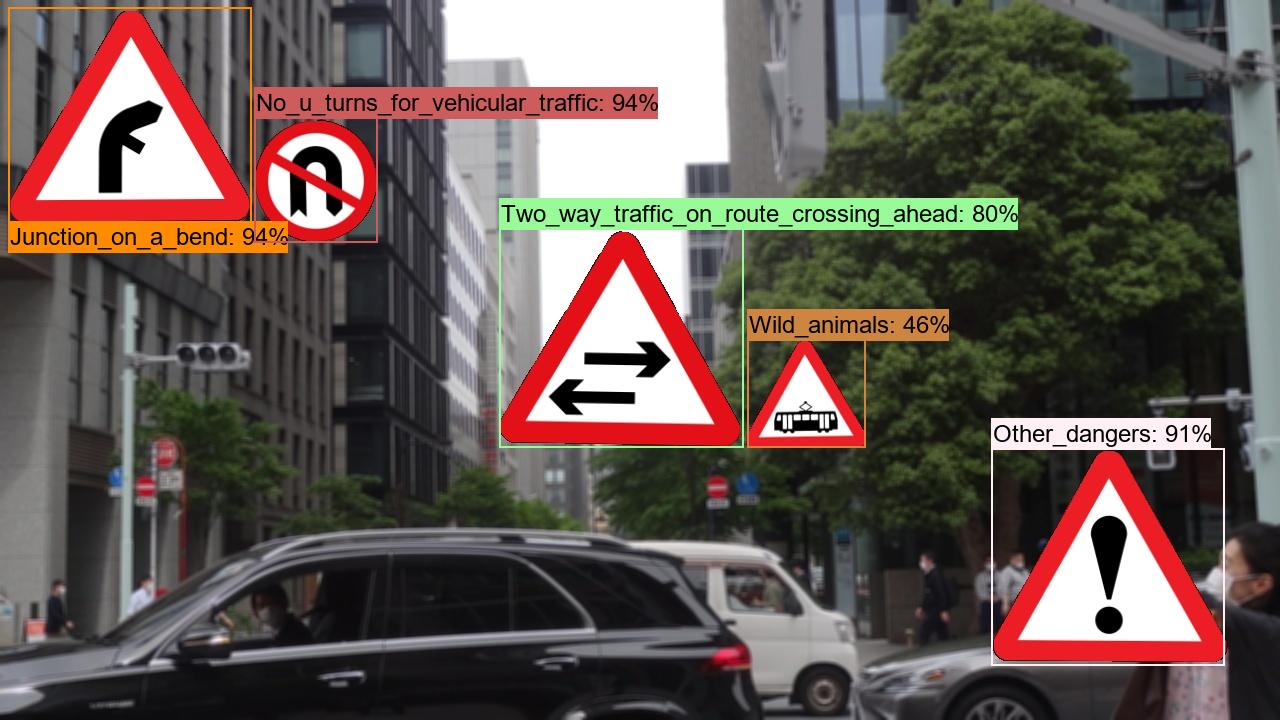 No_u_turns_for_vehicular_traffic: 94%
Junction_on_a_bend: 94%
Two_way_traffic_on_route_crossing_ahead: 80%
Wild_animals: 46%
Other_dangers: 91%